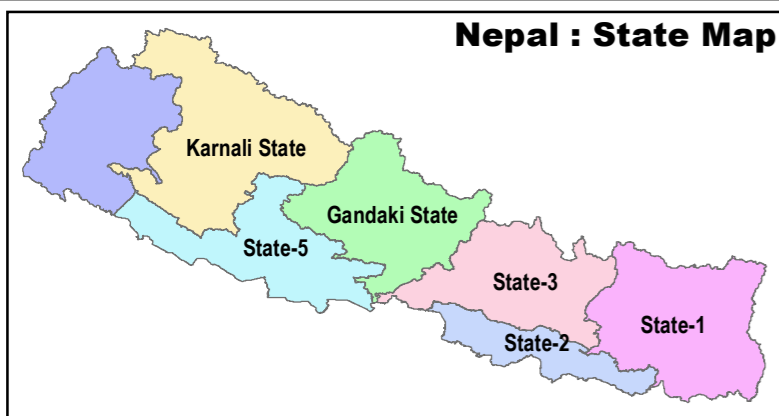 Nepal : State Map
Karnali State
Gandaki State
State-5
State-3
State-1
State-2